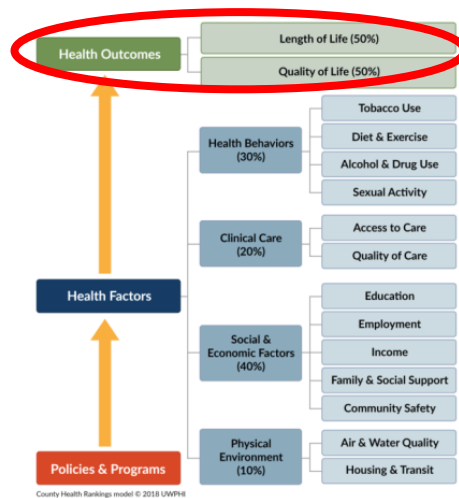 Health Outcomes
Length of Life (50%)
Quality of Life (50%)
Health Factors
Health Behaviors
(30%)
Tobacco Use
Diet & Exercise
Alcohol & Drug Use
Sexual Activity
Clinical Care
(20%)
Access to Care
Quality of Care
Social &
Economic Factors
(40%)
Education
Employment
Income
Family & Social Support
Community Safety
Physical
Environment
(10%)
Air & Water Quality
Housing & Transit
Policies & Programs
County Health Rankings model © 2018 UWPHI